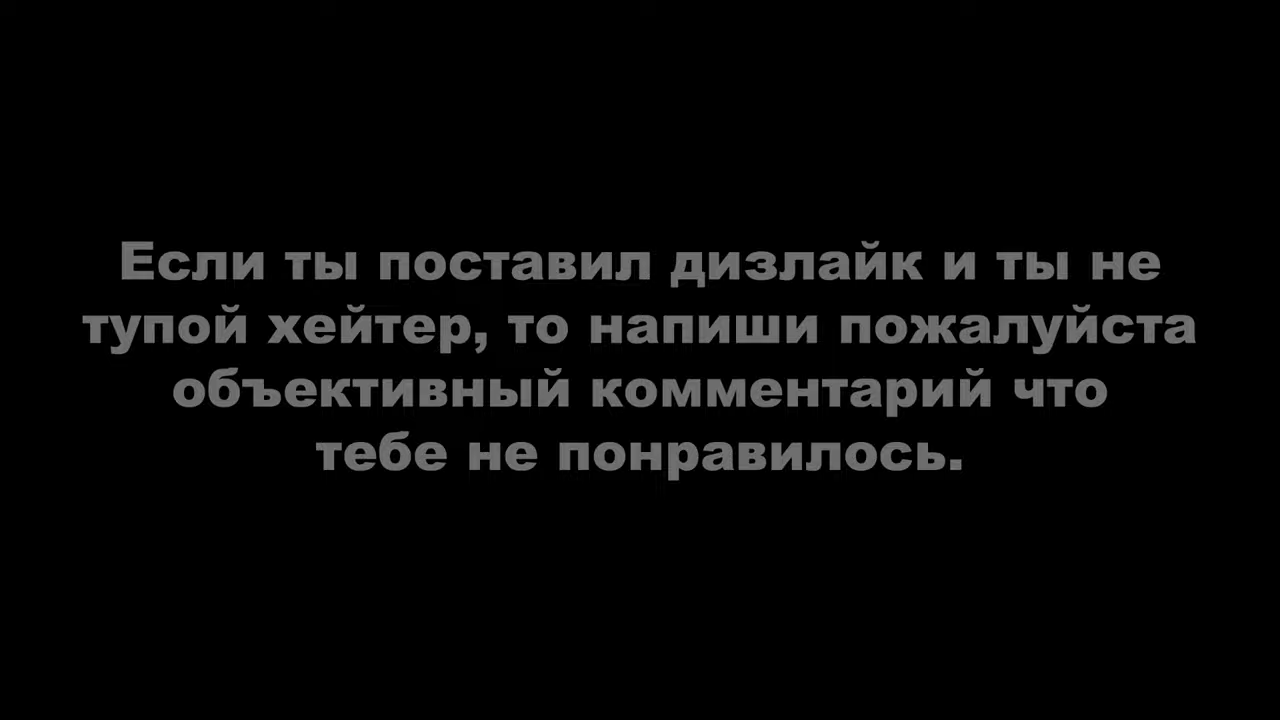 Если ты поставил дизлайк и ты не
тупой хейтер, то напиши пожалуйста
объективный комментарий что
тебе не понравилось.